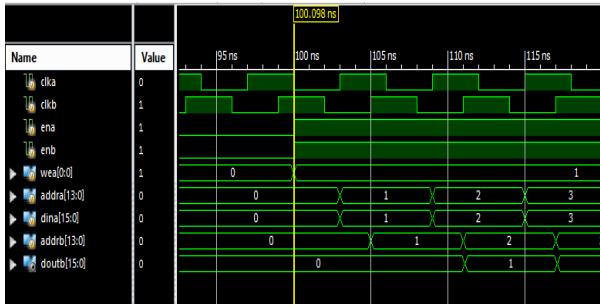 100.098 ns
Name Value 95 ns 100 ns 105 ns 110 ns 115 ns
clka 0
clkb 1
ena 1
enb 1
wea[0:0] 1 0 1
addra[13:0] 0 0 1 2 3
dina[15:0] 0 0 1 2 3
addrb[13:0] 0 0 1 2
doutb[15:0] 0 0 1